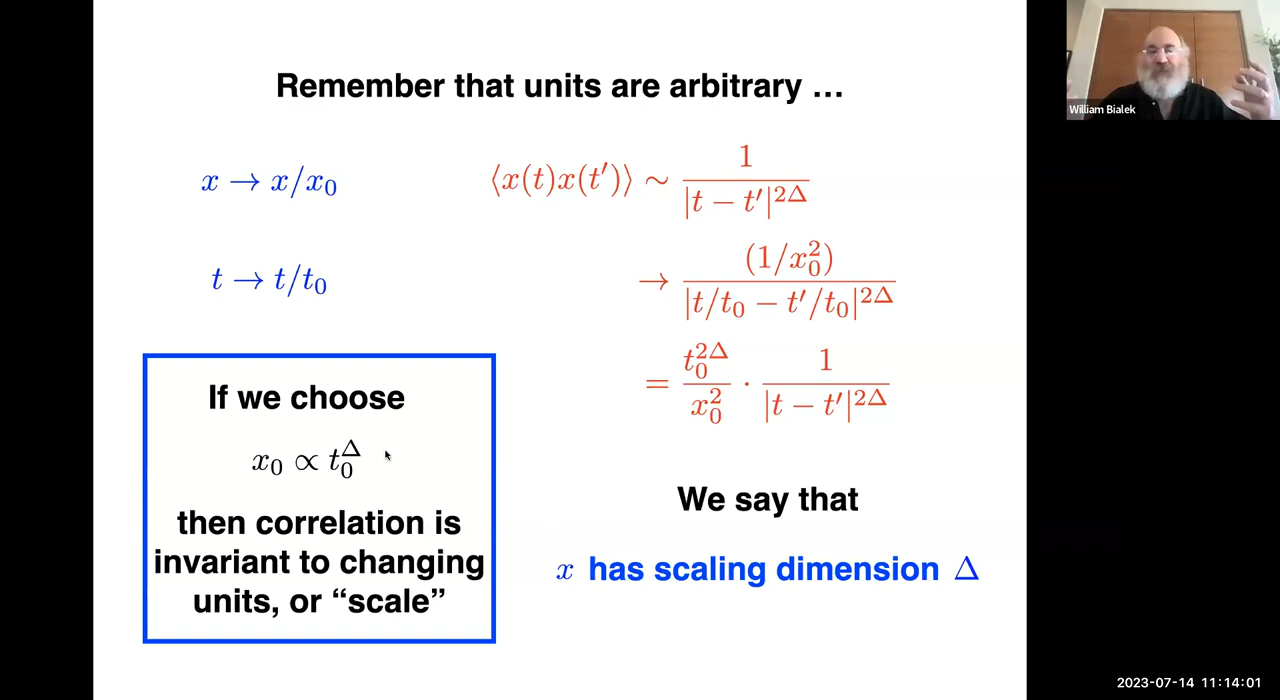 Remember that units are arbitrary …
x → x/x₀
⟨x(t)x(t′)⟩ ∼ 1 / |t − t′|^{2Δ}
t → t/t₀
→ (1/x₀²) / |t/t₀ − t′/t₀|^{2Δ}
= t₀^{2Δ} / x₀² · 1 / |t − t′|^{2Δ}
If we choose
x₀ ∝ t₀^Δ
then correlation is
invariant to changing
units, or “scale”
We say that
x has scaling dimension Δ
William Bialek
2023-07-14 11:14:01